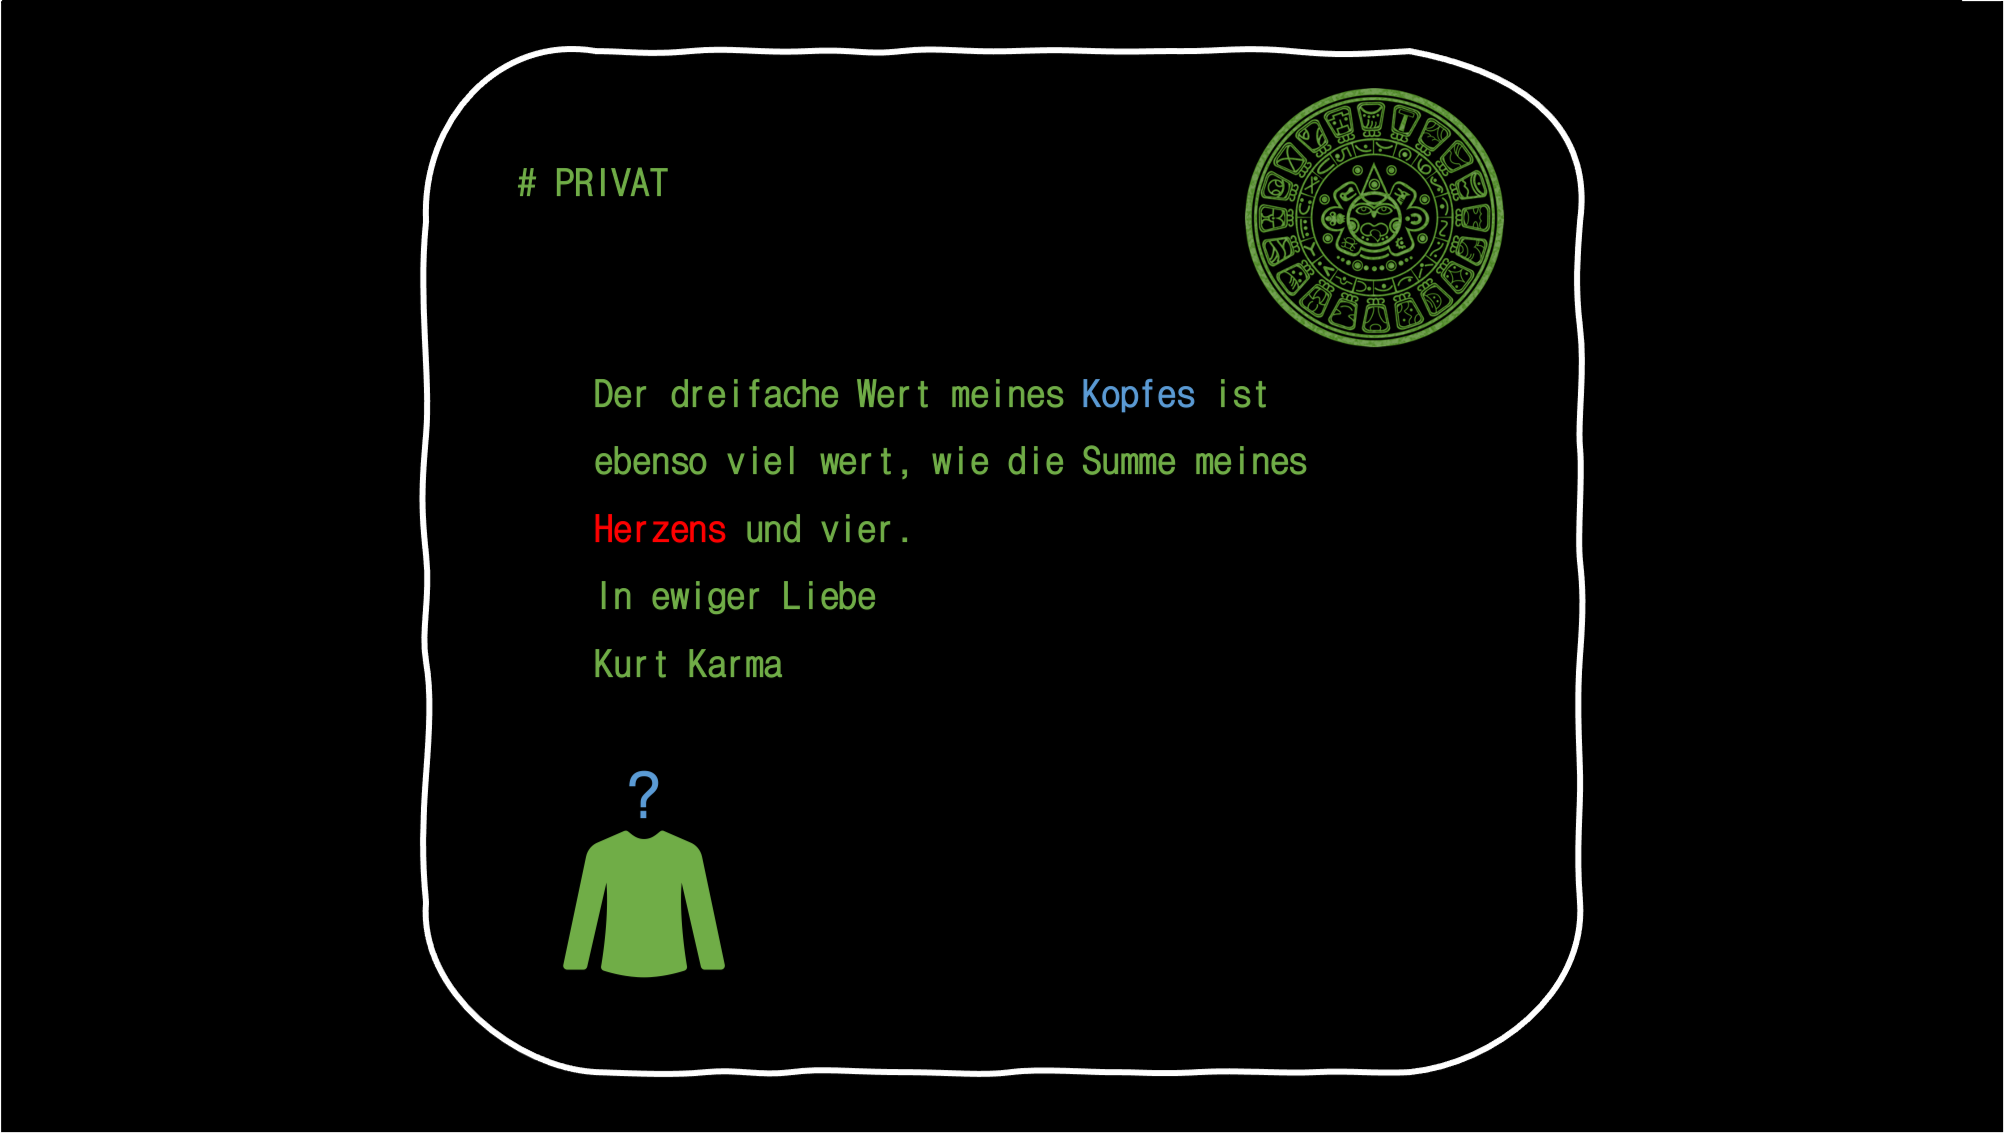 # PRIVAT
Der dreifache Wert meines Kopfes ist
ebenso viel wert, wie die Summe meines
Herzens und vier.
In ewiger Liebe
Kurt Karma
?